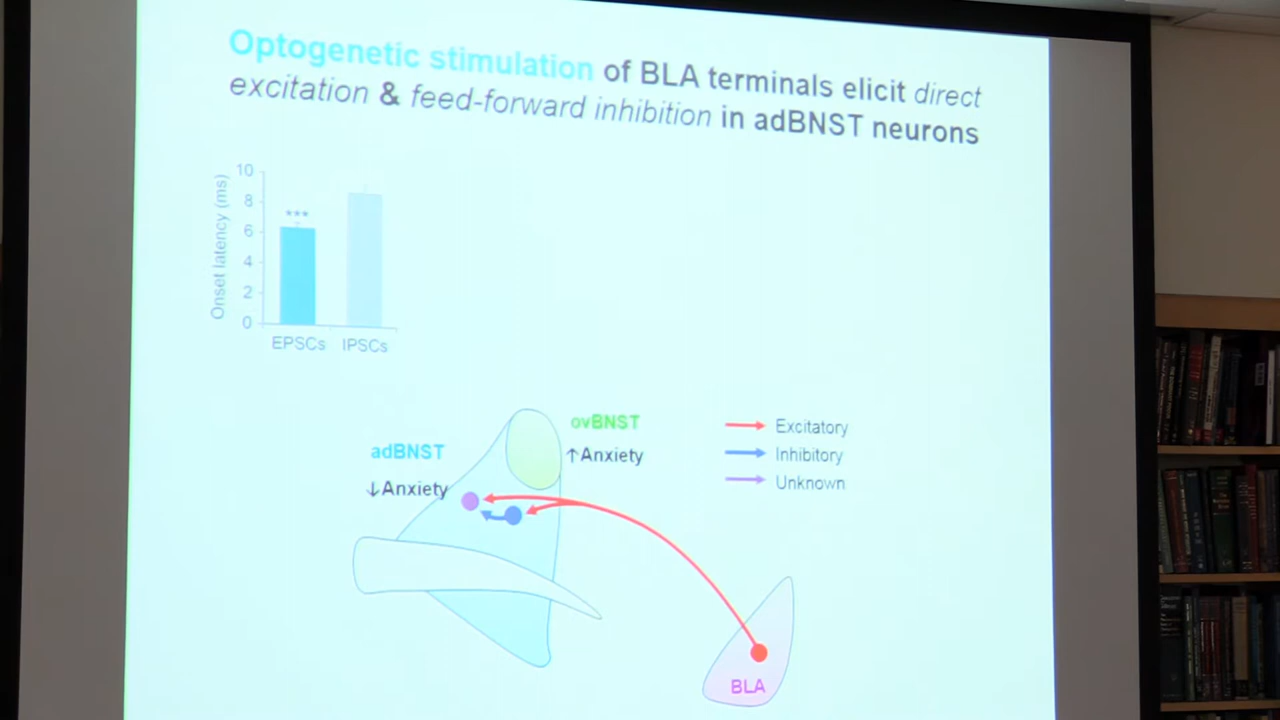 Optogenetic stimulation of BLA terminals elicit direct
excitation & feed-forward inhibition in adBNST neurons
Onset latency (ms)
10
8
6
4
2
0
***
EPSCs IPSCs
adBNST
↓Anxiety
ovBNST
↑Anxiety
Excitatory
Inhibitory
Unknown
BLA